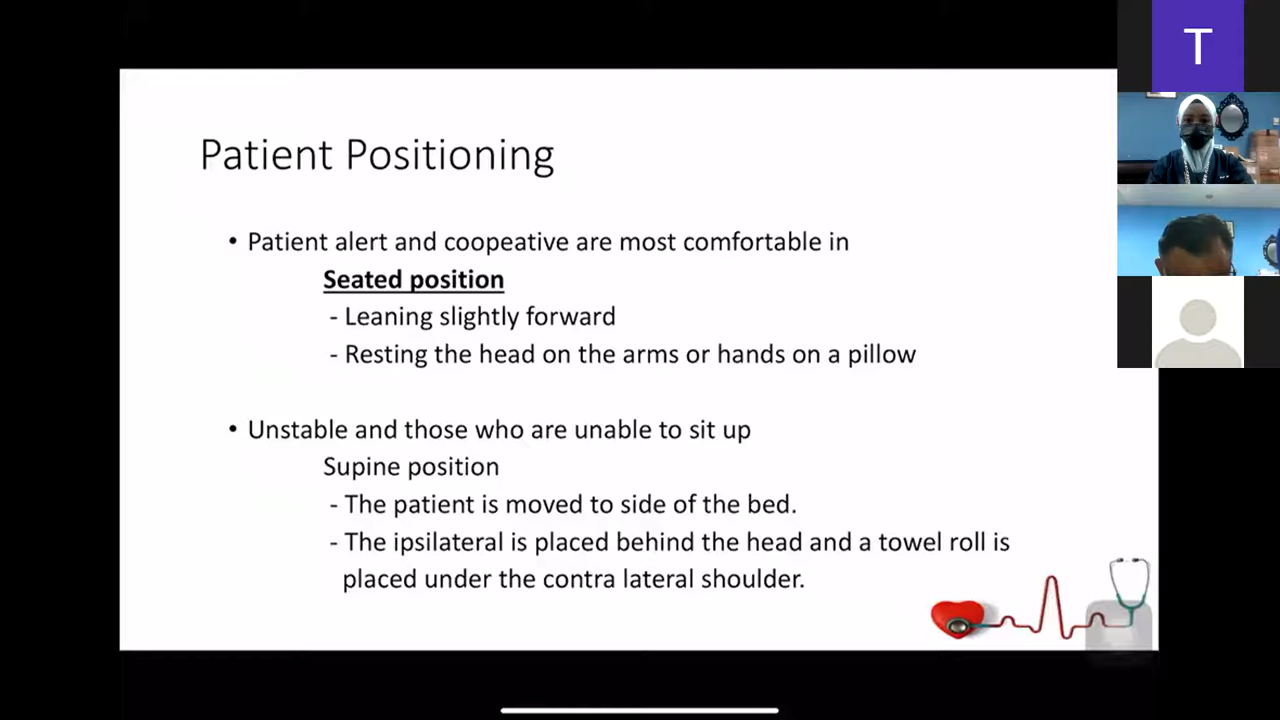 T
Patient Positioning
• Patient alert and coopeative are most comfortable in
Seated position
- Leaning slightly forward
- Resting the head on the arms or hands on a pillow
• Unstable and those who are unable to sit up
Supine position
- The patient is moved to side of the bed.
- The ipsilateral is placed behind the head and a towel roll is
placed under the contra lateral shoulder.